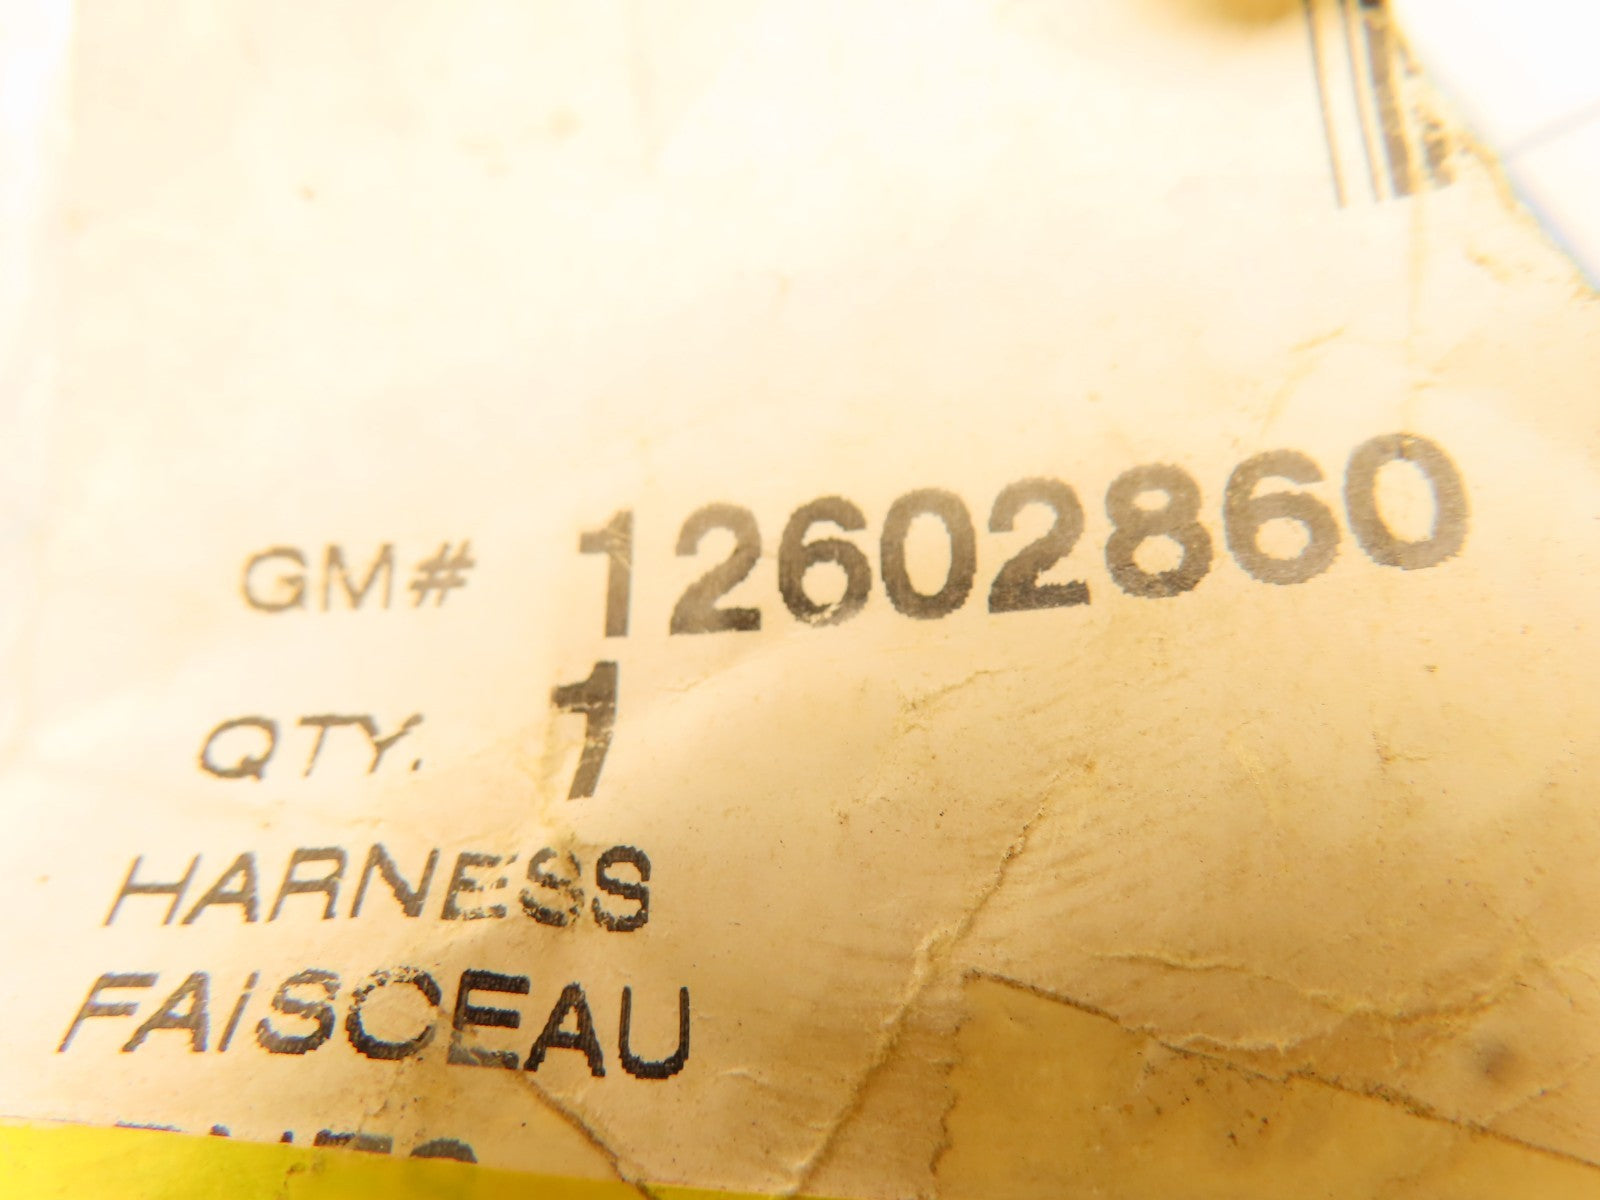 GM# 12602860
QTY. 1
HARNESS
FAiSCEAU